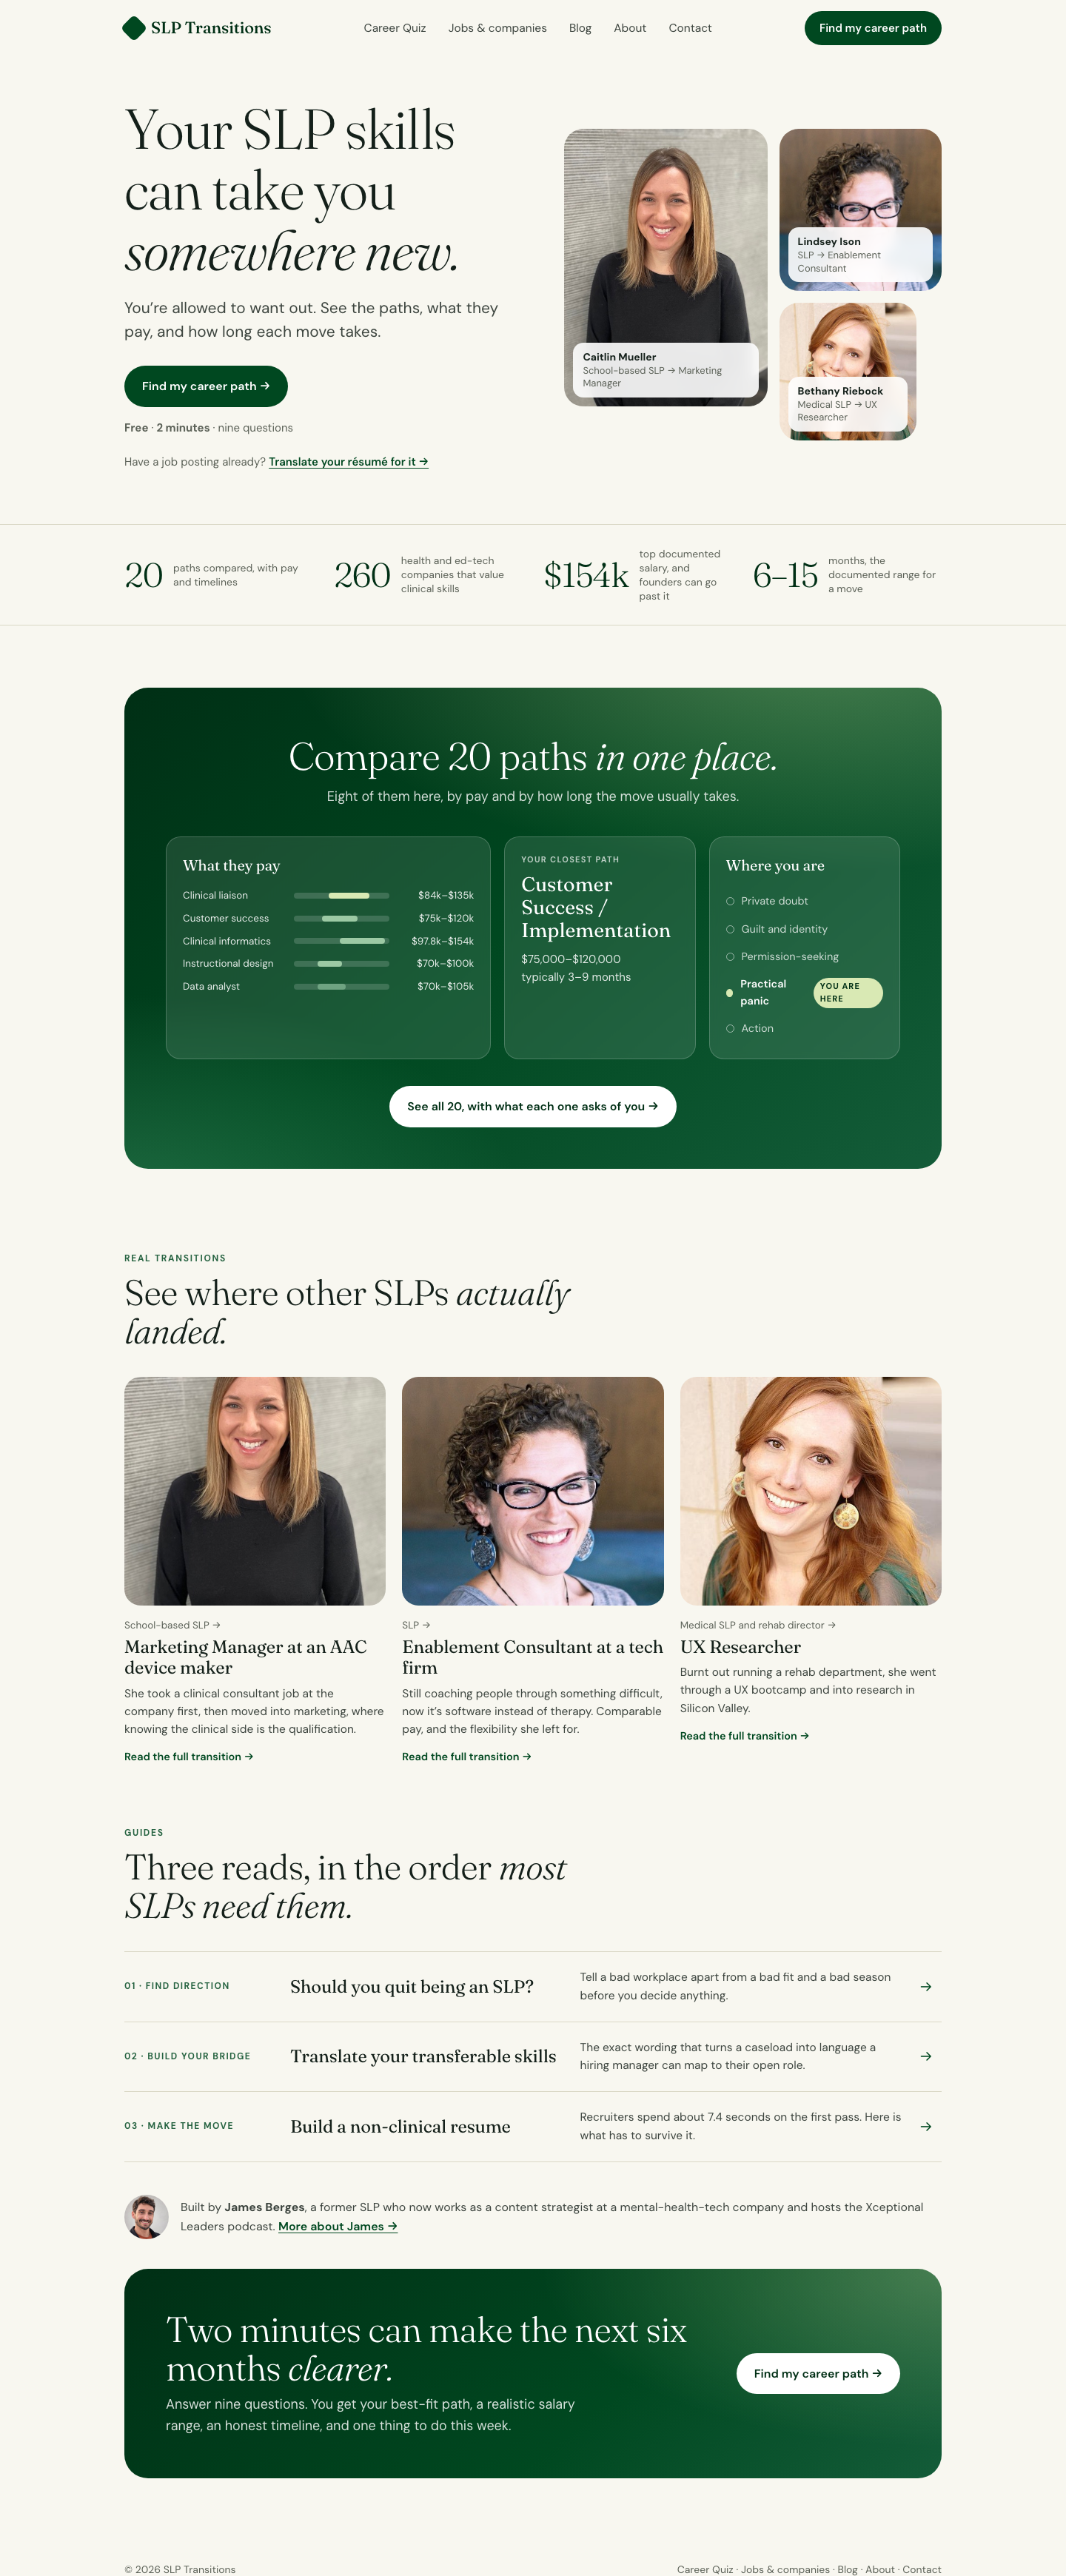 SLP Transitions
Career Quiz
Jobs & companies
Blog
About
Contact
Find my career path
Your SLP skills
can take you
somewhere new.
You’re allowed to want out. See the paths, what they
pay, and how long each move takes.
Find my career path →
Free · 2 minutes · nine questions
Have a job posting already? Translate your résumé for it →
Caitlin Mueller
School-based SLP → Marketing
Manager
Lindsey Ison
SLP → Enablement
Consultant
Bethany Riebock
Medical SLP → UX
Researcher
20
paths compared, with pay
and timelines
260
health and ed-tech
companies that value
clinical skills
$154k
top documented
salary, and
founders can go
past it
6–15
months, the
documented range for
a move
Compare 20 paths in one place.
Eight of them here, by pay and by how long the move usually takes.
What they pay
Clinical liaison $84k–$135k
Customer success $75k–$120k
Clinical informatics $97.8k–$154k
Instructional design $70k–$100k
Data analyst $70k–$105k
YOUR CLOSEST PATH
Customer
Success /
Implementation
$75,000–$120,000
typically 3–9 months
Where you are
Private doubt
Guilt and identity
Permission-seeking
Practical
panic
YOU ARE
HERE
Action
See all 20, with what each one asks of you →
REAL TRANSITIONS
See where other SLPs actually
landed.
School-based SLP →
Marketing Manager at an AAC
device maker
She took a clinical consultant job at the
company first, then moved into marketing, where
knowing the clinical side is the qualification.
Read the full transition →
SLP →
Enablement Consultant at a tech
firm
Still coaching people through something difficult,
now it’s software instead of therapy. Comparable
pay, and the flexibility she left for.
Read the full transition →
Medical SLP and rehab director →
UX Researcher
Burnt out running a rehab department, she went
through a UX bootcamp and into research in
Silicon Valley.
Read the full transition →
GUIDES
Three reads, in the order most
SLPs need them.
01 · FIND DIRECTION
Should you quit being an SLP?
Tell a bad workplace apart from a bad fit and a bad season
before you decide anything.
→
02 · BUILD YOUR BRIDGE
Translate your transferable skills
The exact wording that turns a caseload into language a
hiring manager can map to their open role.
→
03 · MAKE THE MOVE
Build a non-clinical resume
Recruiters spend about 7.4 seconds on the first pass. Here is
what has to survive it.
→
Built by James Berges, a former SLP who now works as a content strategist at a mental-health-tech company and hosts the Xceptional
Leaders podcast. More about James →
Two minutes can make the next six
months clearer.
Answer nine questions. You get your best-fit path, a realistic salary
range, an honest timeline, and one thing to do this week.
Find my career path →
© 2026 SLP Transitions
Career Quiz · Jobs & companies · Blog · About · Contact